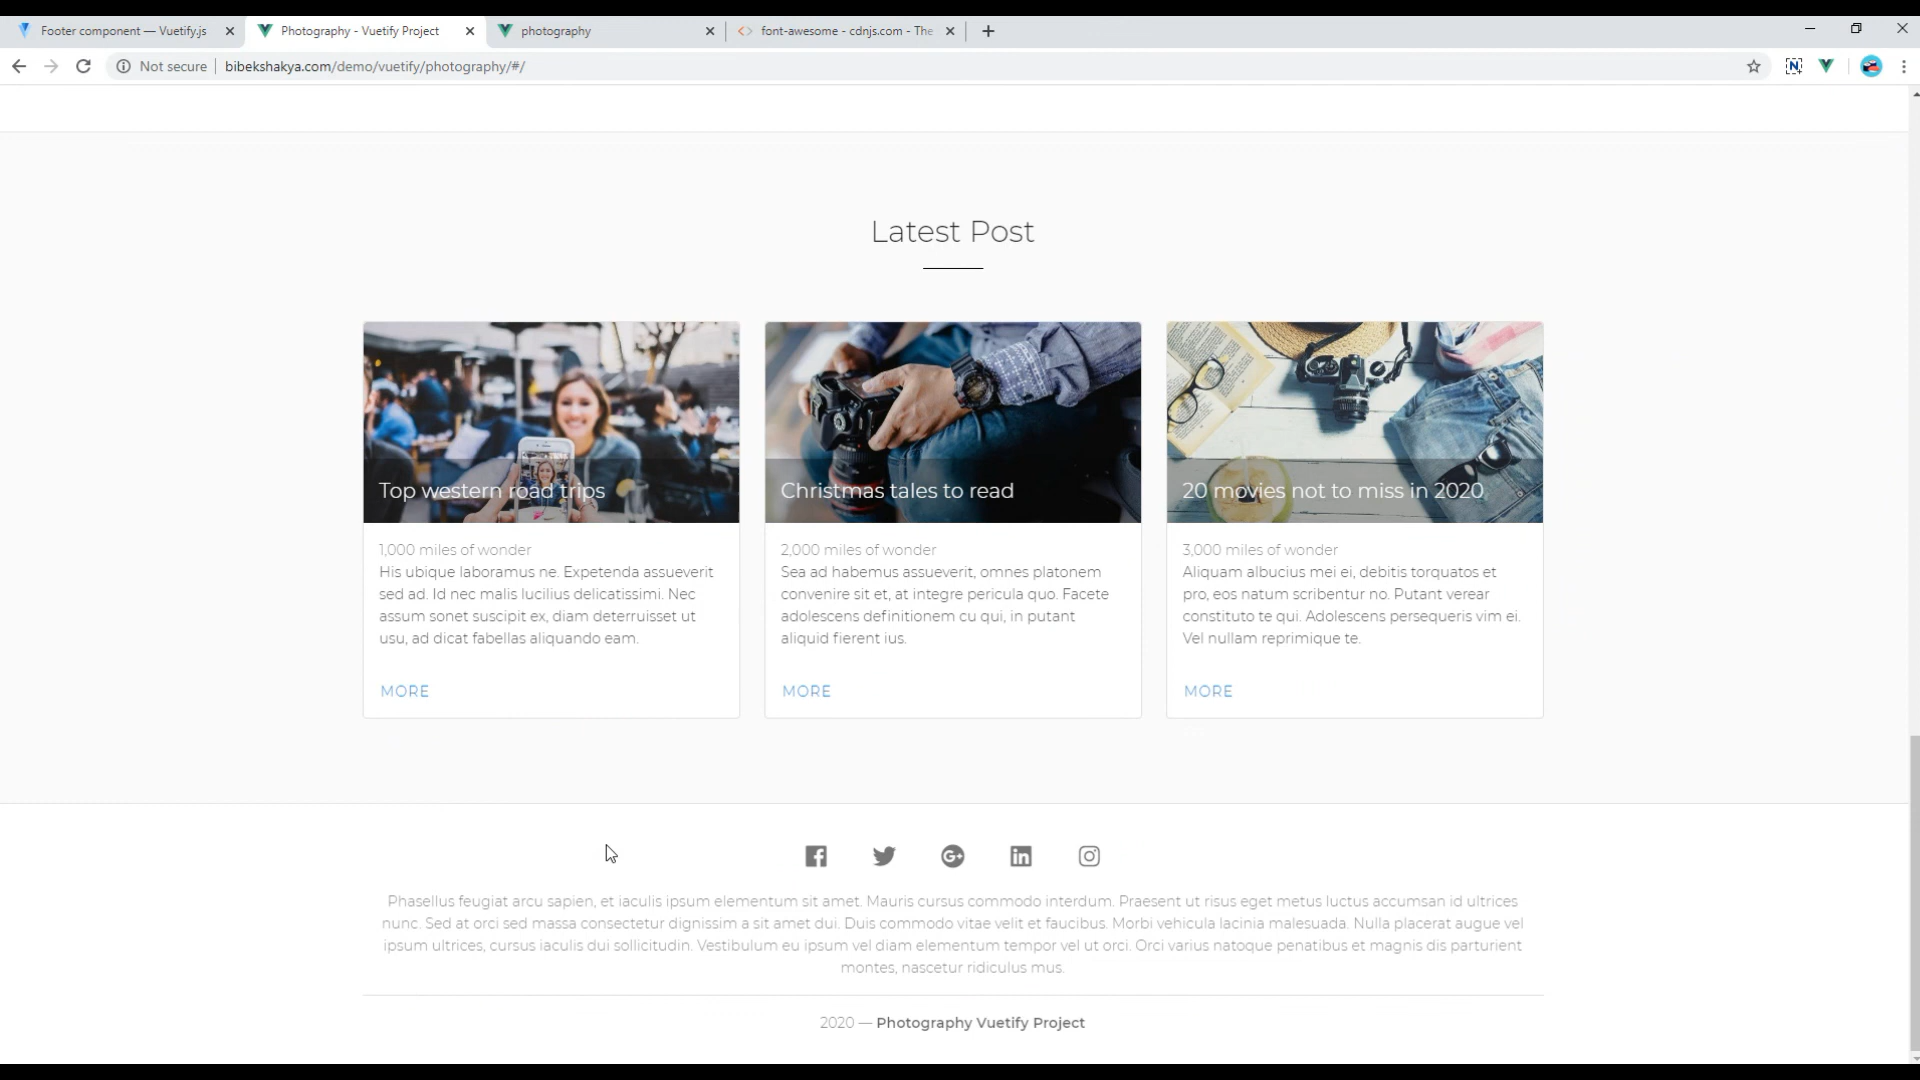 Footer component — Vuetify.js
Photography - Vuetify Project
photography
font-awesome - cdnjs.com - The
Not secure
bibekshakya.com/demo/vuetify/photography/#/
Latest Post
Top western road trips
1,000 miles of wonder
His ubique laboramus ne. Expetenda assueverit
sed ad. Id nec malis lucilius delicatissimi. Nec
assum sonet suscipit ex, diam deterruisset ut
usu, ad dicat fabellas aliquando eam.
MORE
Christmas tales to read
2,000 miles of wonder
Sea ad habemus assueverit, omnes platonem
convenire sit et, at integre pericula quo. Facete
adolescens definitionem cu qui, in putant
aliquid fierent ius.
MORE
20 movies not to miss in 2020
3,000 miles of wonder
Aliquam albucius mei ei, debitis torquatos et
pro, eos natum scribentur no. Putant verear
constituto te qui. Adolescens persequeris vim ei.
Vel nullam reprimique te.
MORE
Phasellus feugiat arcu sapien, et iaculis ipsum elementum sit amet. Mauris cursus commodo interdum. Praesent ut risus eget metus luctus accumsan id ultrices
nunc. Sed at orci sed massa consectetur dignissim a sit amet dui. Duis commodo vitae velit et faucibus. Morbi vehicula lacinia malesuada. Nulla placerat augue vel
ipsum ultrices, cursus iaculis dui sollicitudin. Vestibulum eu ipsum vel diam elementum tempor vel ut orci. Orci varius natoque penatibus et magnis dis parturient
montes, nascetur ridiculus mus.
2020 — Photography Vuetify Project